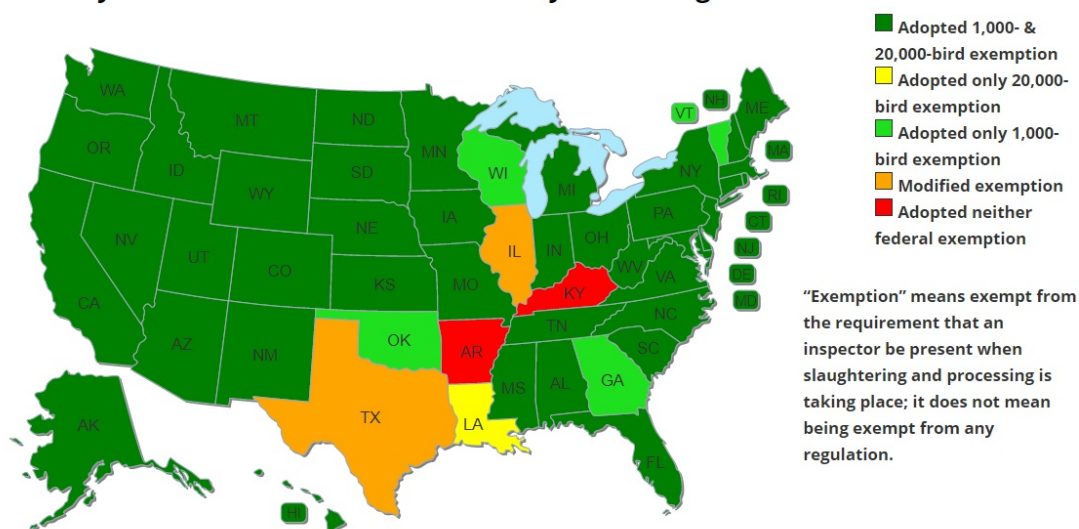 Adopted 1,000- &
20,000-bird exemption
Adopted only 20,000-
bird exemption
Adopted only 1,000-
bird exemption
Modified exemption
Adopted neither
federal exemption
"Exemption" means exempt from
the requirement that an
inspector be present when
slaughtering and processing is
taking place; it does not mean
being exempt from any
regulation.
WA
MT
ND
MN
OR
ID
WY
SD
WI
MI
NY
VT
NH
ME
MA
RI
CT
NJ
DE
MD
NV
UT
CO
NE
IA
IL
IN
OH
PA
CA
AZ
NM
KS
MO
KY
WV
VA
OK
AR
TN
NC
SC
TX
LA
MS
AL
GA
FL
AK
HI